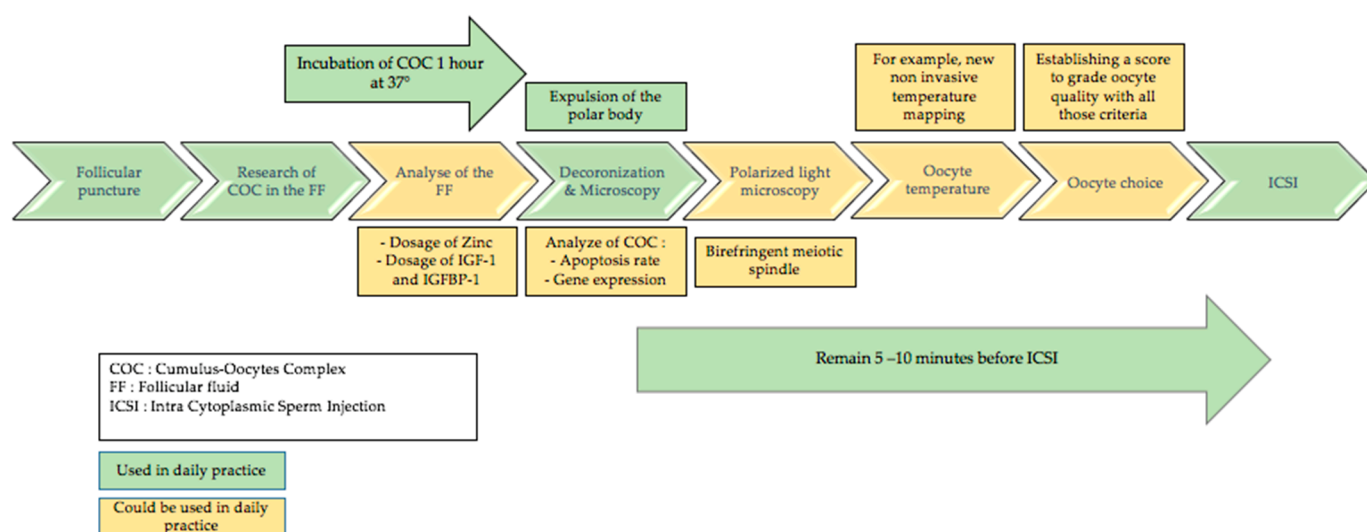 Incubation of COC 1 hour
at 37°
Expulsion of the
polar body
For example, new
non invasive
temperature
mapping
Establishing a score
to grade oocyte
quality with all
those criteria
Follicular
puncture
Research of
COC in the FF
Analyse of the
FF
Decoronization
& Microscopy
Polarized light
microscopy
Oocyte
temperature
Oocyte choice
ICSI
- Dosage of Zinc
- Dosage of IGF-1
and IGFBP-1
Analyze of COC :
- Apoptosis rate
- Gene expression
Birefringent meiotic
spindle
Remain 5 –10 minutes before ICSI
COC : Cumulus-Oocytes Complex
FF : Follicular fluid
ICSI : Intra Cytoplasmic Sperm Injection
Used in daily practice
Could be used in daily
practice